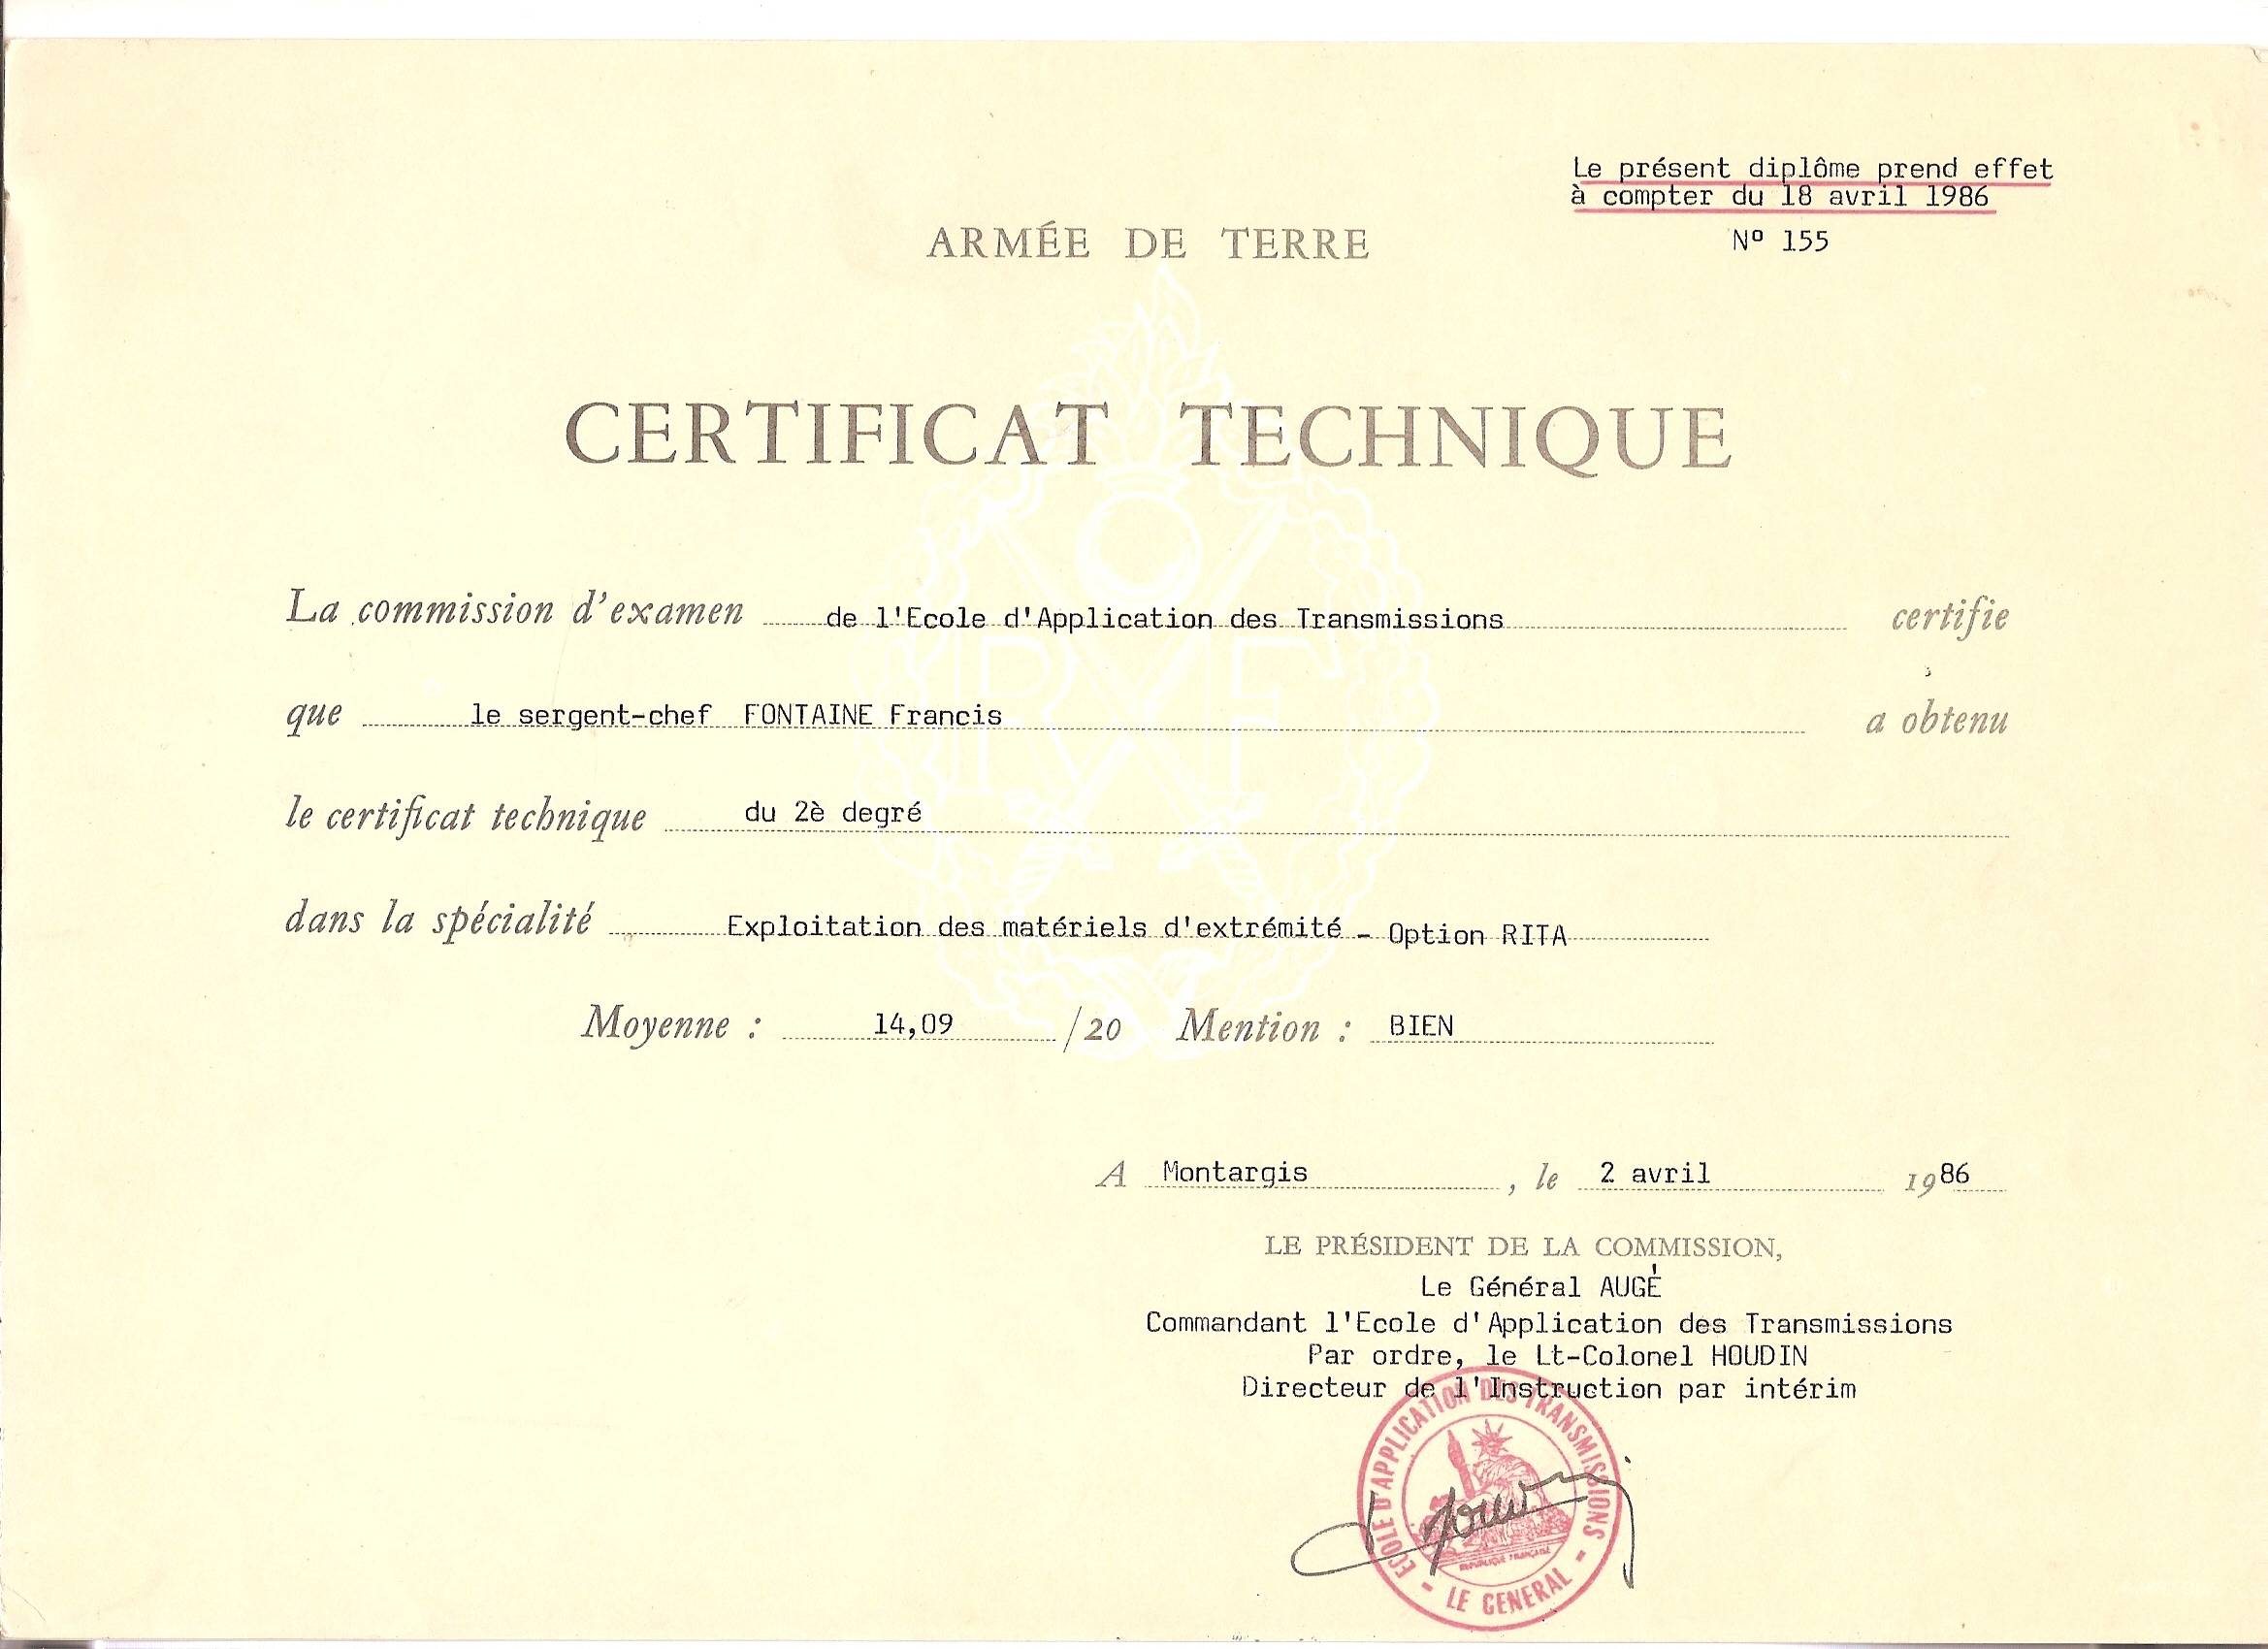 Le présent diplôme prend effet
à compter du 18 avril 1986
Nº 155
ARMÉE DE TERRE
CERTIFICAT TECHNIQUE
La commission d'examen de l'Ecole d'Application des Transmissions certifie
que le sergent-chef FONTAINE Francis a obtenu
le certificat technique du 2è degré
dans la spécialité Exploitation des matériels d'extrémité - Option RITA
Moyenne : 14,09 /20 Mention : BIEN
A Montargis , le 2 avril 1986
LE PRÉSIDENT DE LA COMMISSION,
Le Général AUGÉ
Commandant l'Ecole d'Application des Transmissions
Par ordre, le Lt-Colonel HOUDIN
Directeur de l'Instruction par intérim
ECOLE D'APPLICATION DES TRANSMISSIONS
REPUBLIQUE FRANÇAISE
- LE GENERAL -
R F